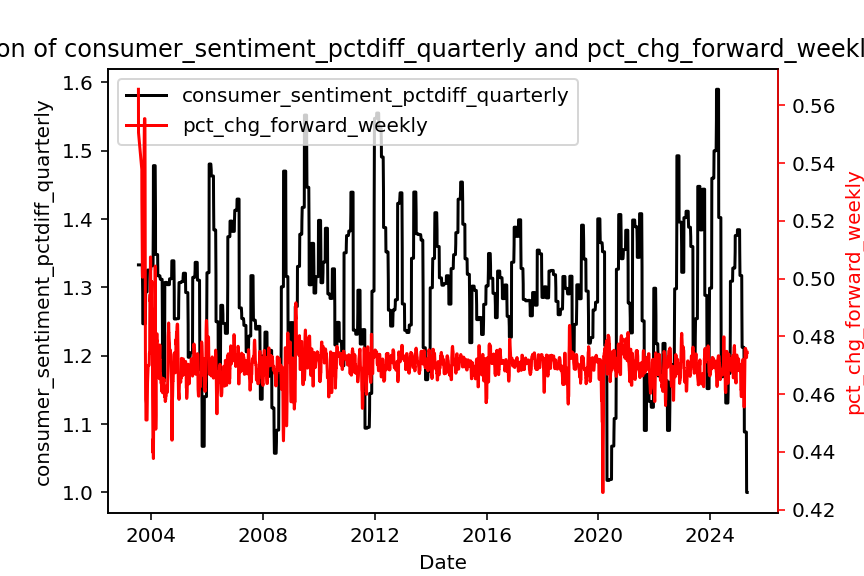 on of consumer_sentiment_pctdiff_quarterly and pct_chg_forward_weekl
consumer_sentiment_pctdiff_quarterly
pct_chg_forward_weekly
1.6
1.5
1.4
1.3
1.2
1.1
1.0
consumer_sentiment_pctdiff_quarterly
0.56
0.54
0.52
0.50
0.48
0.46
0.44
0.42
pct_chg_forward_weekly
2004 2008 2012 2016 2020 2024
Date